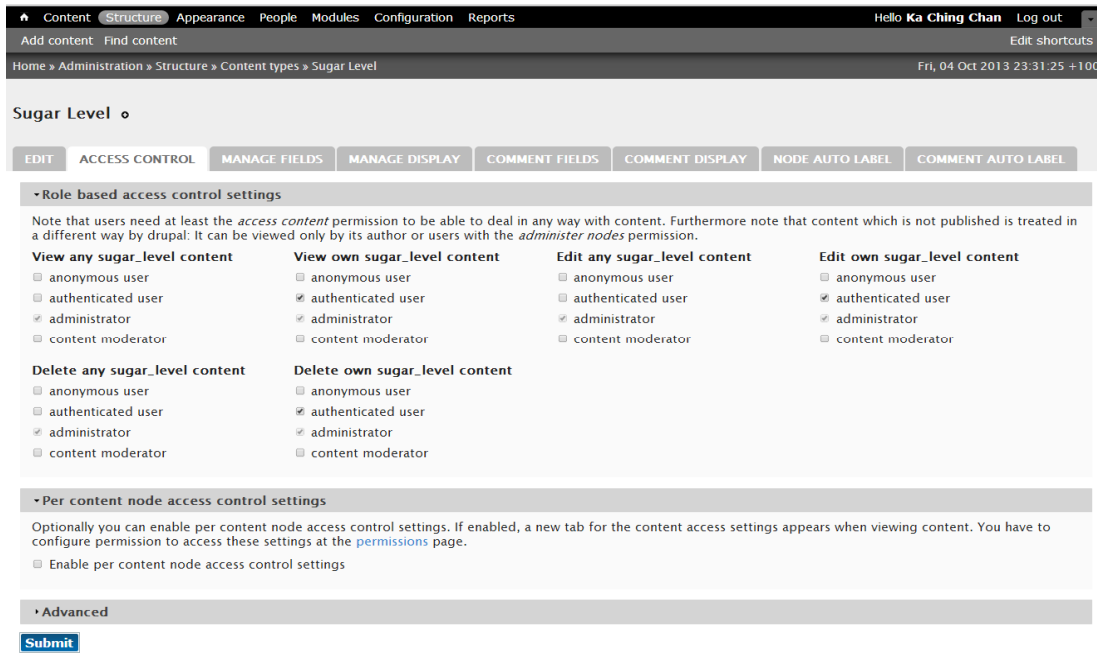 Content Structure Appearance People Modules Configuration Reports Hello Ka Ching Chan Log out
Add content Find content Edit shortcuts
Home » Administration » Structure » Content types » Sugar Level Fri, 04 Oct 2013 23:31:25 +100
Sugar Level
EDIT ACCESS CONTROL MANAGE FIELDS MANAGE DISPLAY COMMENT FIELDS COMMENT DISPLAY NODE AUTO LABEL COMMENT AUTO LABEL
Role based access control settings
Note that users need at least the access content permission to be able to deal in any way with content. Furthermore note that content which is not published is treated in
a different way by drupal: It can be viewed only by its author or users with the administer nodes permission.
View any sugar_level content View own sugar_level content Edit any sugar_level content Edit own sugar_level content
anonymous user anonymous user anonymous user anonymous user
authenticated user authenticated user authenticated user authenticated user
administrator administrator administrator administrator
content moderator content moderator content moderator content moderator
Delete any sugar_level content Delete own sugar_level content
anonymous user anonymous user
authenticated user authenticated user
administrator administrator
content moderator content moderator
Per content node access control settings
Optionally you can enable per content node access control settings. If enabled, a new tab for the content access settings appears when viewing content. You have to
configure permission to access these settings at the permissions page.
Enable per content node access control settings
Advanced
Submit